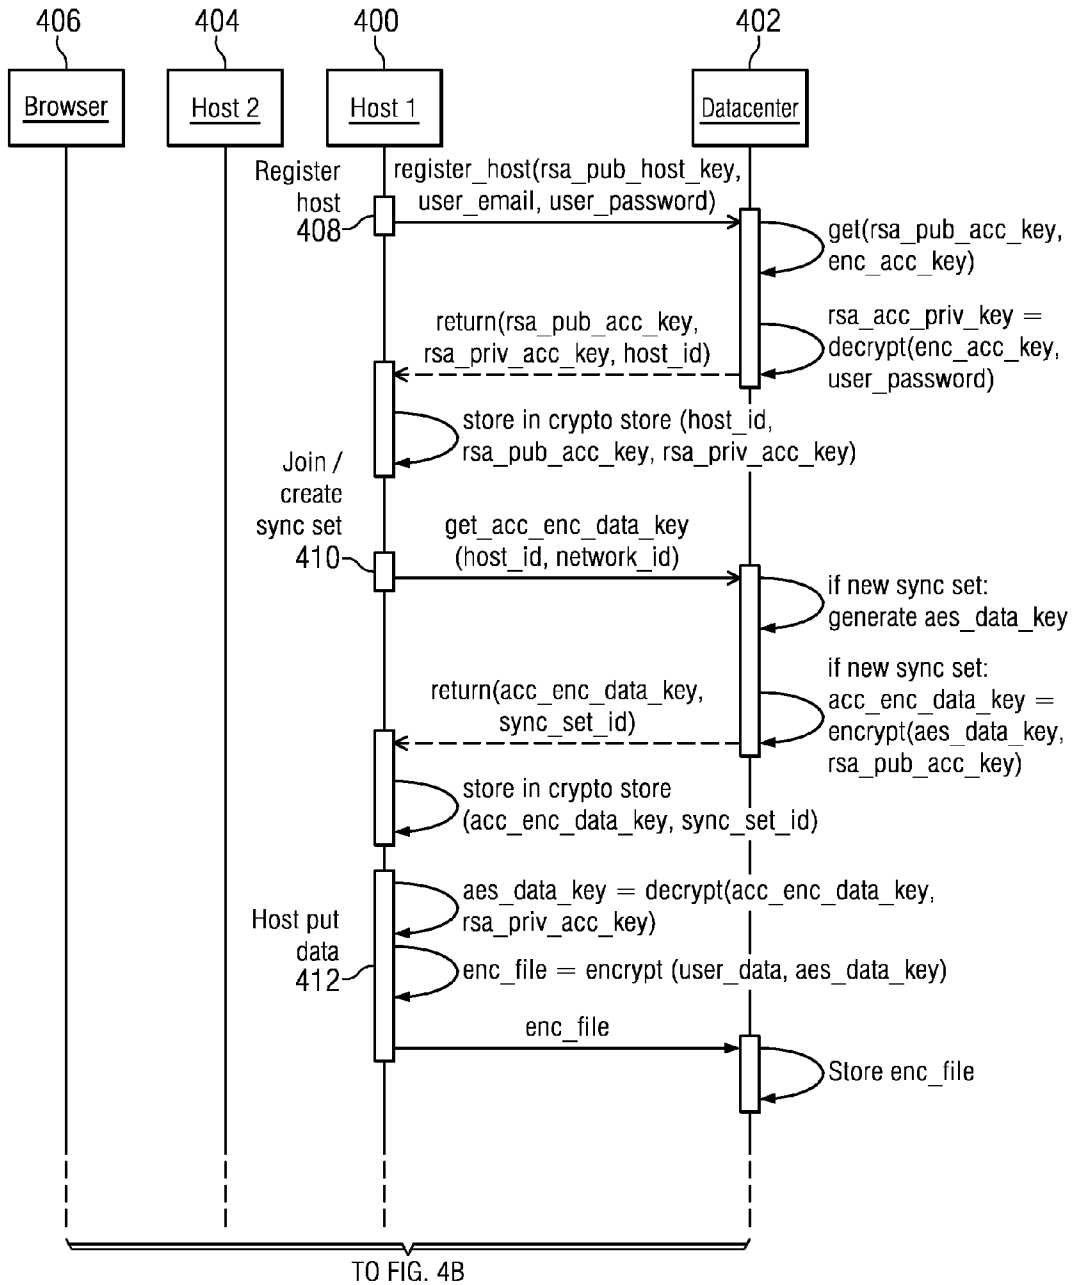 406
404
400
402
Browser
Host 2
Host 1
Datacenter
Register
host
408
register_host(rsa_pub_host_key,
user_email, user_password)
get(rsa_pub_acc_key,
enc_acc_key)
rsa_acc_priv_key =
decrypt(enc_acc_key,
user_password)
return(rsa_pub_acc_key,
rsa_priv_acc_key, host_id)
store in crypto store (host_id,
rsa_pub_acc_key, rsa_priv_acc_key)
Join /
create
sync set
410
get_acc_enc_data_key
(host_id, network_id)
if new sync set:
generate aes_data_key
if new sync set:
acc_enc_data_key =
encrypt(aes_data_key,
rsa_pub_acc_key)
return(acc_enc_data_key,
sync_set_id)
store in crypto store
(acc_enc_data_key, sync_set_id)
Host put
data
412
aes_data_key = decrypt(acc_enc_data_key,
rsa_priv_acc_key)
enc_file = encrypt (user_data, aes_data_key)
enc_file
Store enc_file
TO FIG. 4B